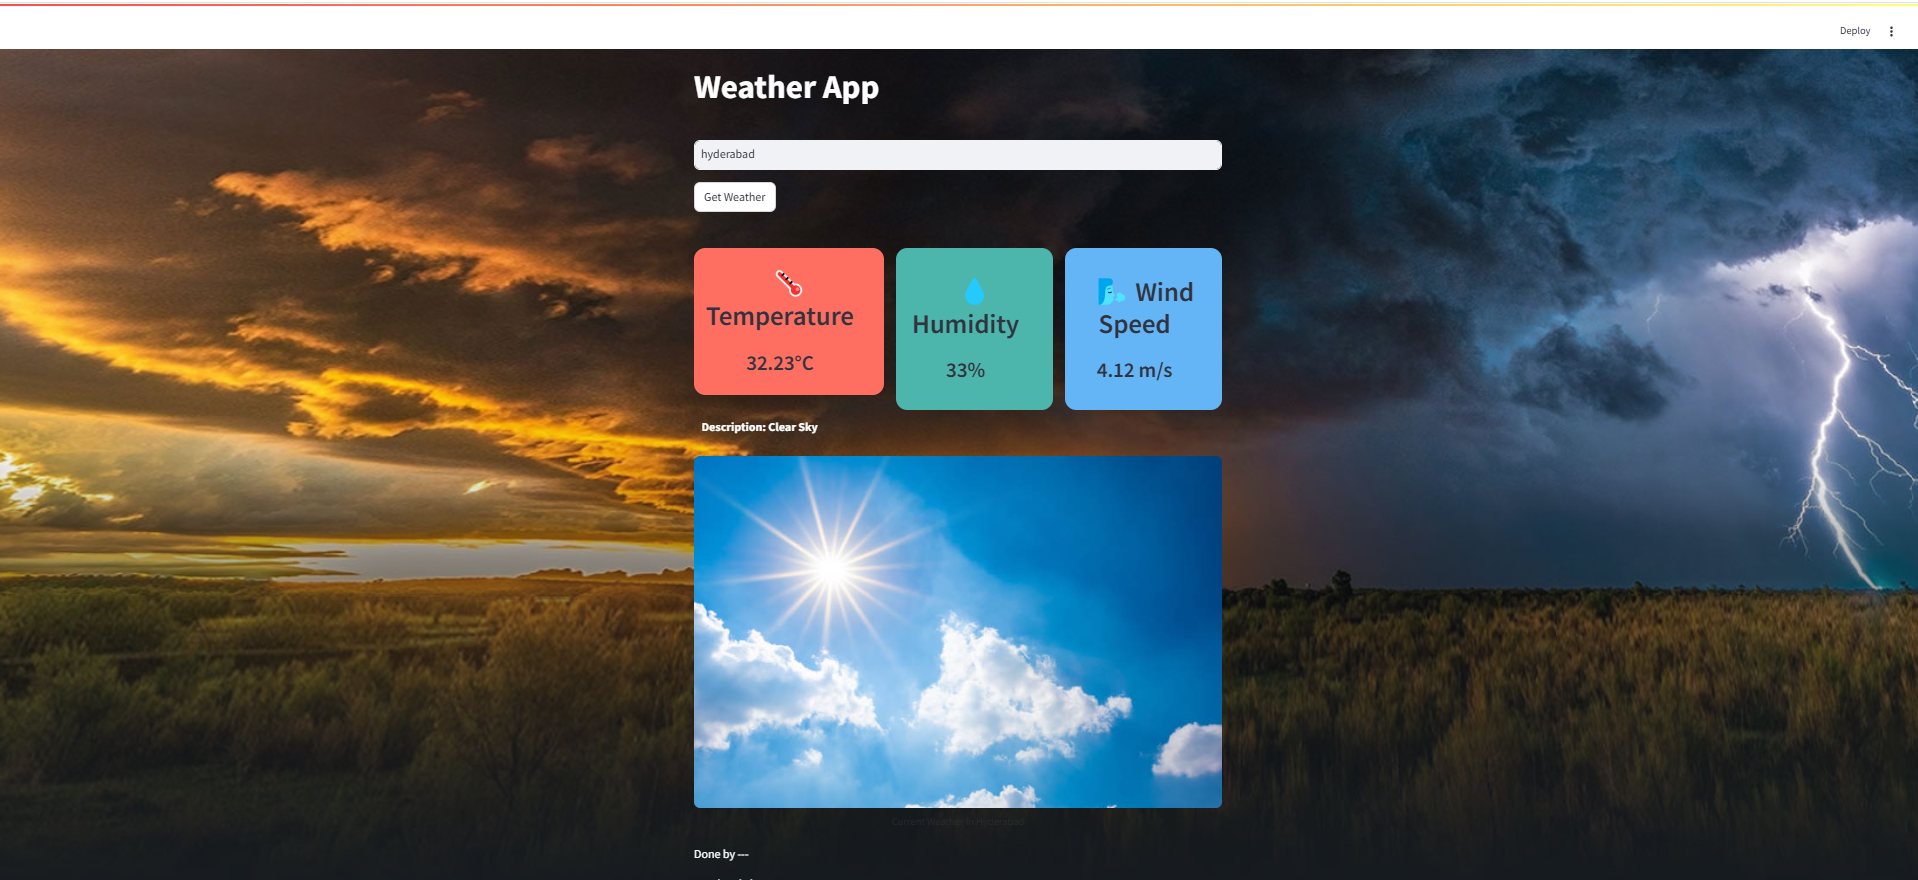 Deploy
Weather App
hyderabad
Get Weather
Temperature
32.23°C
Humidity
33%
Wind
Speed
4.12 m/s
Description: Clear Sky
Current Weather in Hyderabad
Done by ---